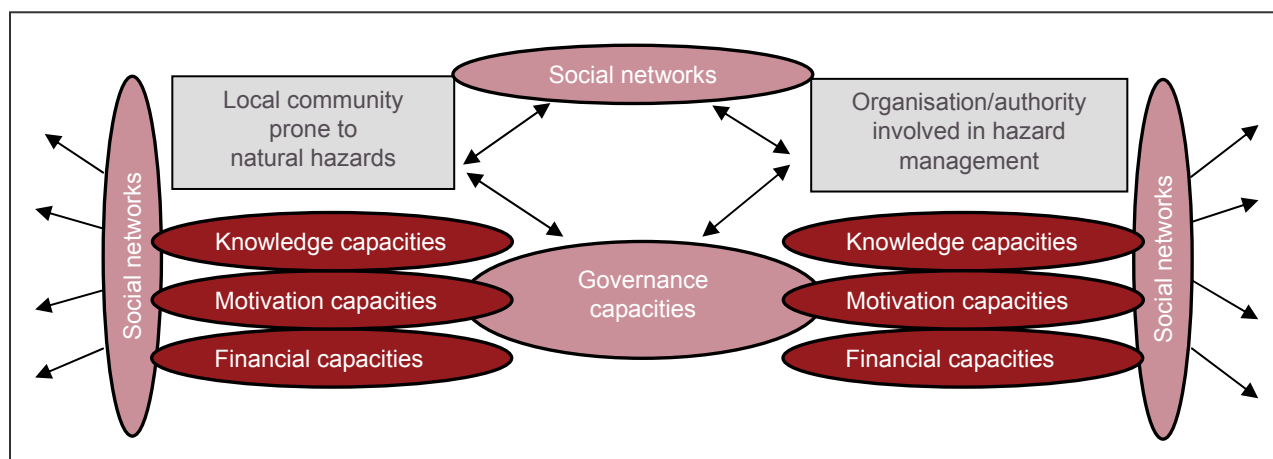 Social networks
Local community
prone to
natural hazards
Organisation/authority
involved in hazard
management
Social networks
Knowledge capacities
Motivation capacities
Financial capacities
Governance
capacities
Knowledge capacities
Motivation capacities
Financial capacities
Social networks